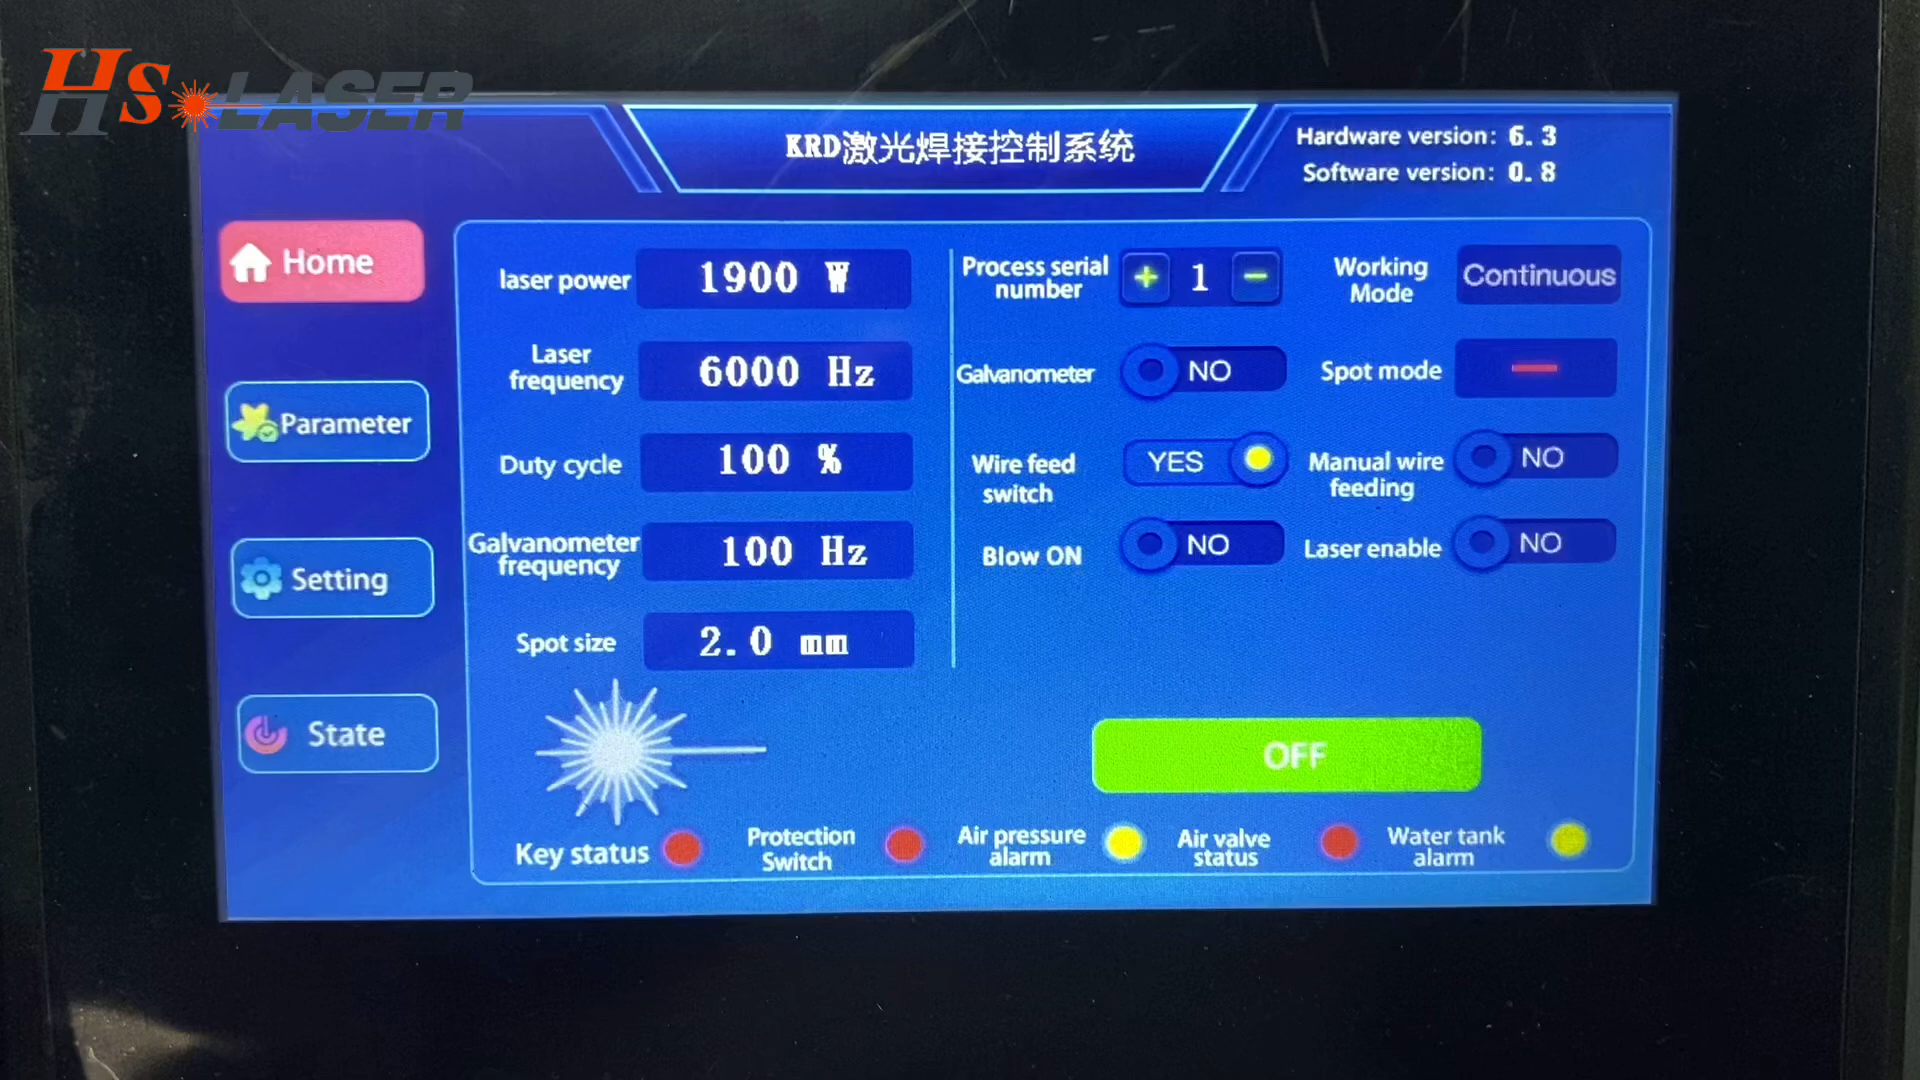 Hs LASER
KRD激光焊接控制系统
Hardware version: 6.3
Software version: 0.8
Home
Parameter
Setting
State
laser power
1900 W
Laser
frequency
6000 Hz
Duty cycle
100 %
Galvanometer
frequency
100 Hz
Spot size
2.0 mm
Process serial
number
+ 1 −
Working
Mode
Continuous
Galvanometer
NO
Spot mode
Wire feed
switch
YES
Manual wire
feeding
NO
Blow ON
NO
Laser enable
NO
OFF
Key status
Protection
Switch
Air pressure
alarm
Air valve
status
Water tank
alarm